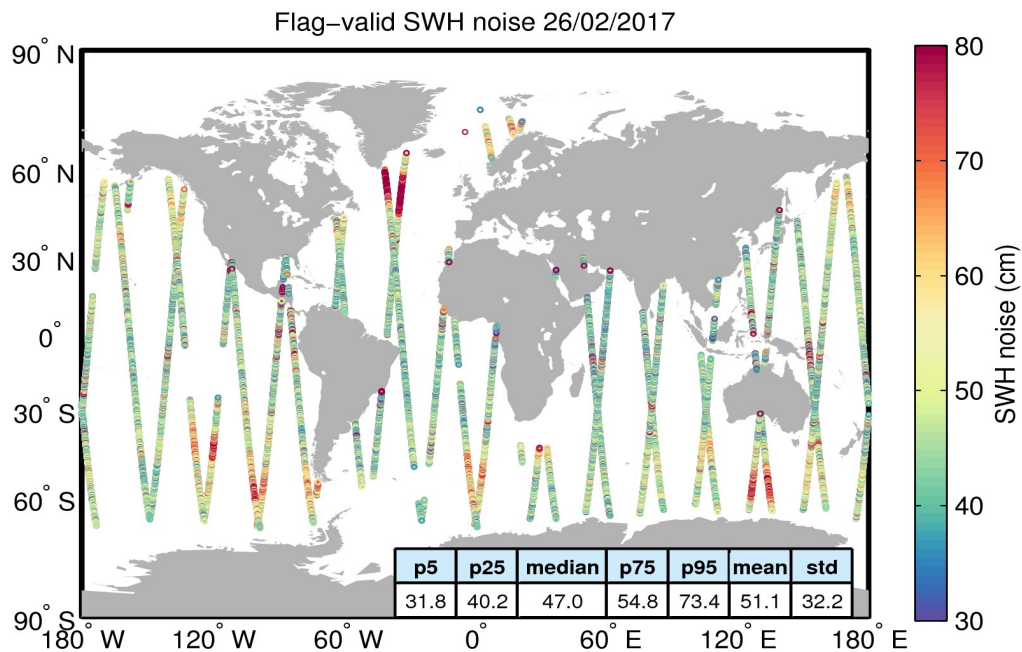 Flag−valid SWH noise 26/02/2017
90° N
60° N
30° N
0°
30° S
60° S
90° S
180° W
120° W
60° W
0°
60° E
120° E
180° E
80
70
60
50
40
30
SWH noise (cm)
p5 p25 median p75 p95 mean std
31.8 40.2 47.0 54.8 73.4 51.1 32.2